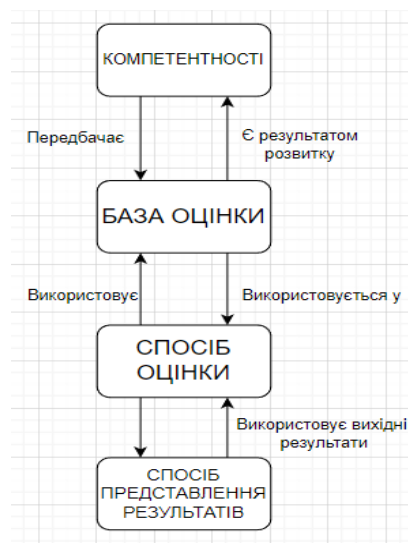 КОМПЕТЕНТНОСТІ
Передбачає
Є результатом
розвитку
БАЗА ОЦІНКИ
Використовує
Використовується у
СПОСІБ
ОЦІНКИ
Використовує вихідні
результати
СПОСІБ
ПРЕДСТАВЛЕННЯ
РЕЗУЛЬТАТІВ